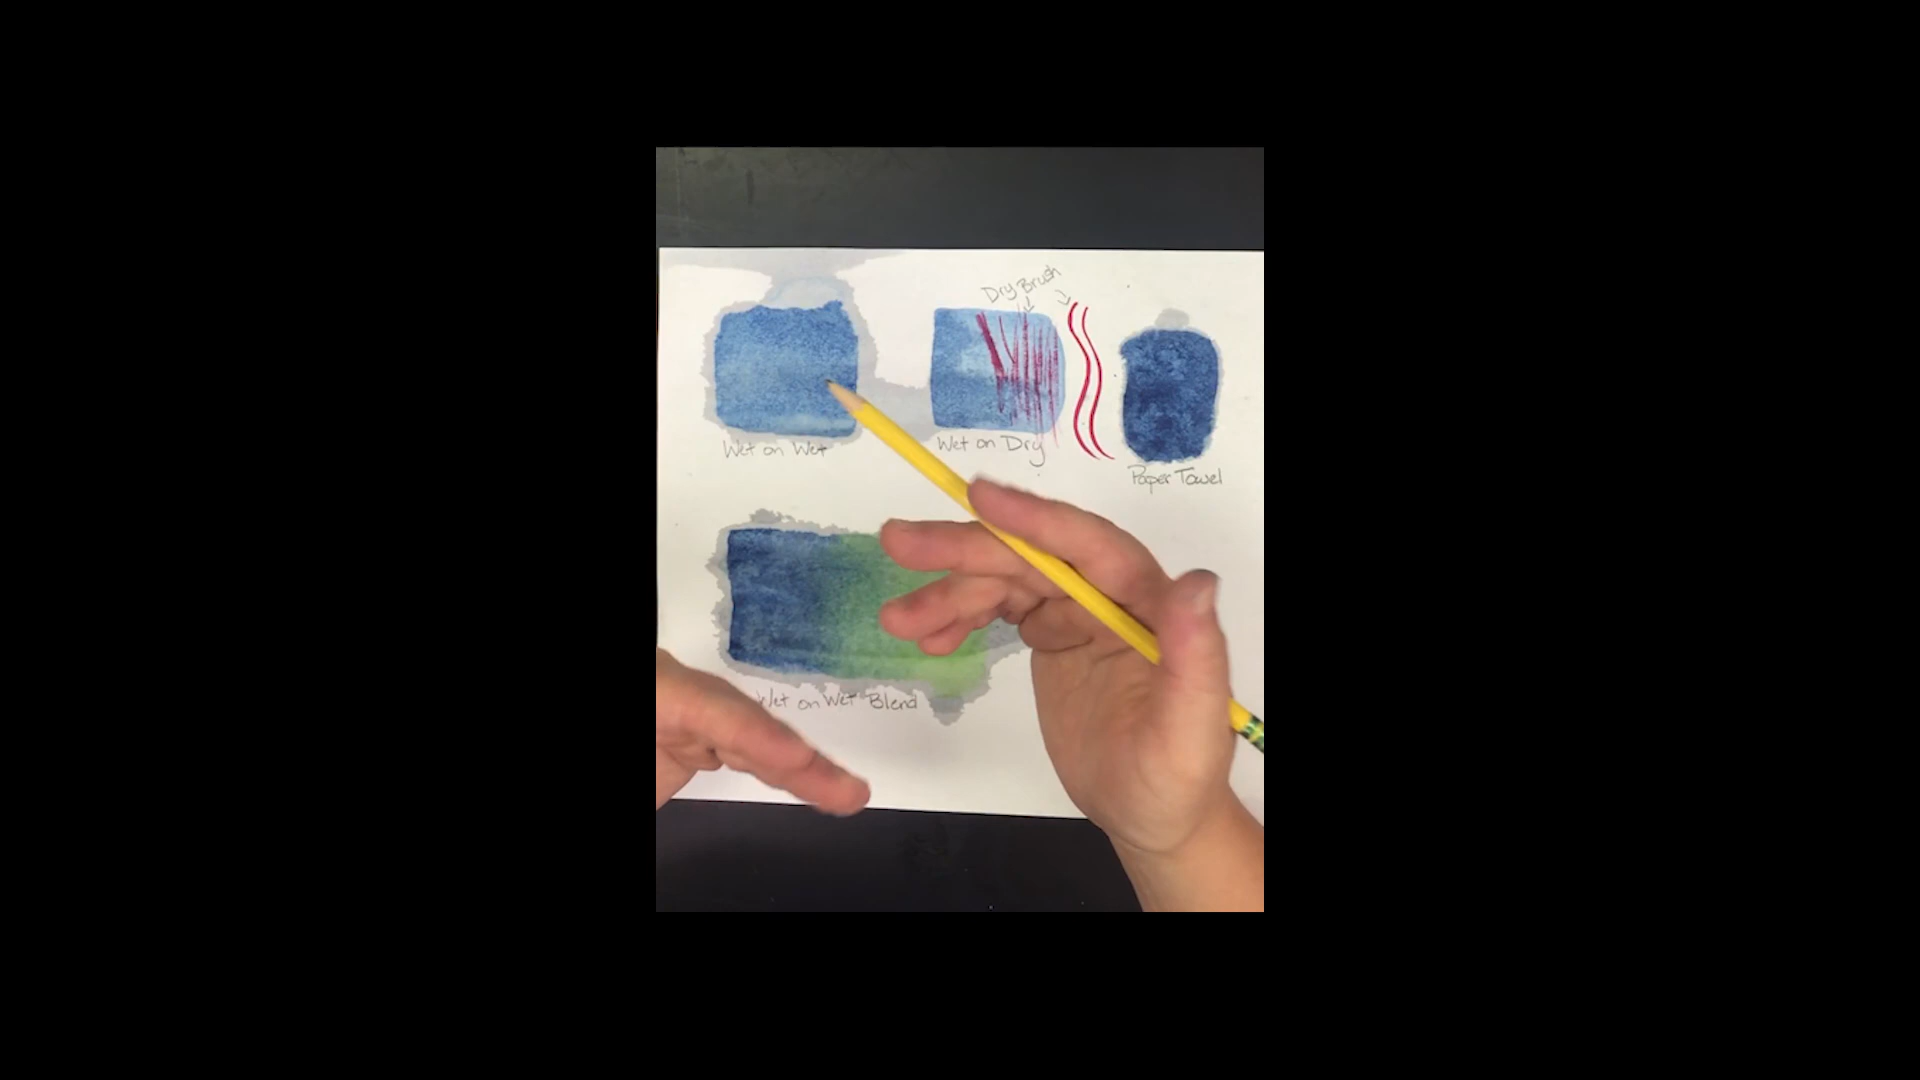 Dry Brush
Wet on Wet
Wet on Dry
Paper Towel
Wet on Wet Blend